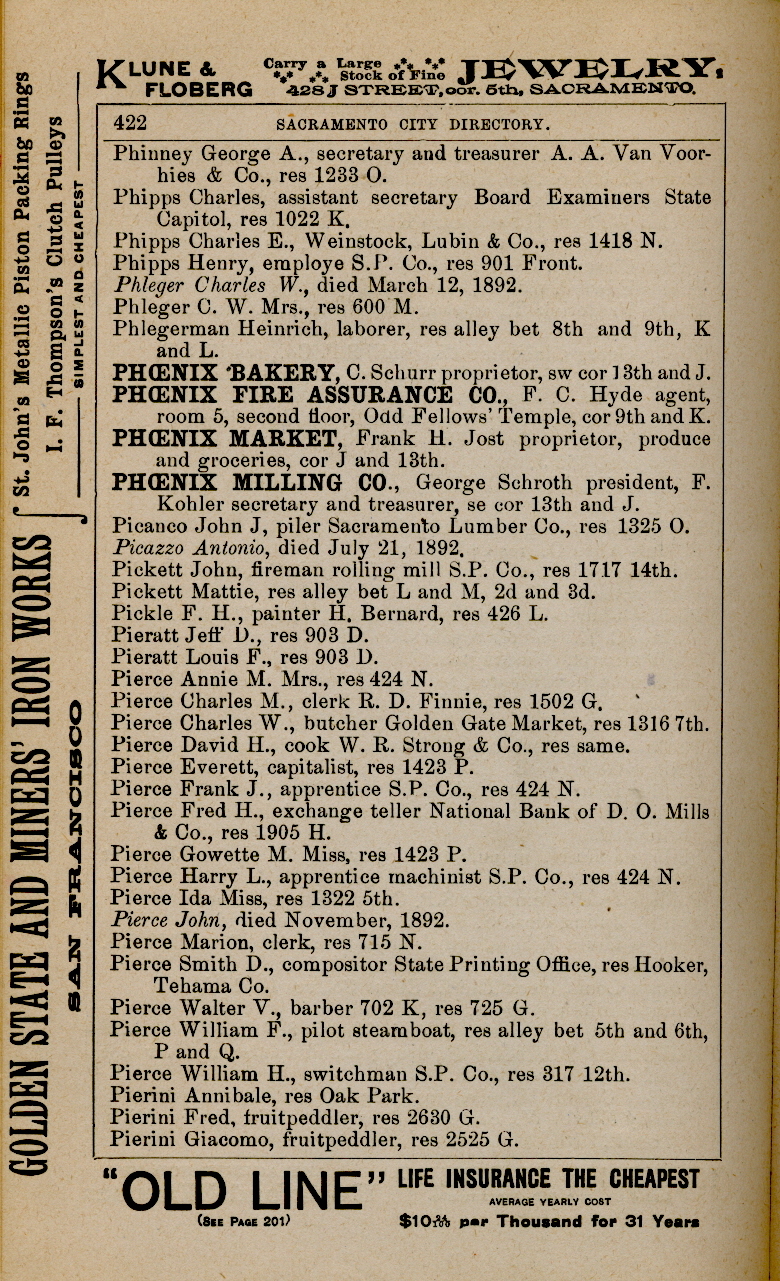 KLUNE & FLOBERG Carry a Large Stock of Fine JEWELRY,
428 J STREET, cor. 5th, SACRAMENTO.
422 SACRAMENTO CITY DIRECTORY.
Phinney George A., secretary and treasurer A. A. Van Voor-
hies & Co., res 1233 O.
Phipps Charles, assistant secretary Board Examiners State
Capitol, res 1022 K.
Phipps Charles E., Weinstock, Lubin & Co., res 1418 N.
Phipps Henry, employe S.P. Co., res 901 Front.
Phleger Charles W., died March 12, 1892.
Phleger C. W. Mrs., res 600 M.
Phlegerman Heinrich, laborer, res alley bet 8th and 9th, K
and L.
PHŒNIX BAKERY, C. Schurr proprietor, sw cor 13th and J.
PHŒNIX FIRE ASSURANCE CO., F. C. Hyde agent,
room 5, second floor, Odd Fellows' Temple, cor 9th and K.
PHŒNIX MARKET, Frank H. Jost proprietor, produce
and groceries, cor J and 13th.
PHŒNIX MILLING CO., George Schroth president, F.
Kohler secretary and treasurer, se cor 13th and J.
Picanco John J, piler Sacramento Lumber Co., res 1325 O.
Picazzo Antonio, died July 21, 1892.
Pickett John, fireman rolling mill S.P. Co., res 1717 14th.
Pickett Mattie, res alley bet L and M, 2d and 3d.
Pickle F. H., painter H. Bernard, res 426 L.
Pieratt Jeff D., res 903 D.
Pieratt Louis F., res 903 D.
Pierce Annie M. Mrs., res 424 N.
Pierce Charles M., clerk R. D. Finnie, res 1502 G.
Pierce Charles W., butcher Golden Gate Market, res 1316 7th.
Pierce David H., cook W. R. Strong & Co., res same.
Pierce Everett, capitalist, res 1423 P.
Pierce Frank J., apprentice S.P. Co., res 424 N.
Pierce Fred H., exchange teller National Bank of D. O. Mills
& Co., res 1905 H.
Pierce Gowette M. Miss, res 1423 P.
Pierce Harry L., apprentice machinist S.P. Co., res 424 N.
Pierce Ida Miss, res 1322 5th.
Pierce John, died November, 1892.
Pierce Marion, clerk, res 715 N.
Pierce Smith D., compositor State Printing Office, res Hooker,
Tehama Co.
Pierce Walter V., barber 702 K, res 725 G.
Pierce William F., pilot steamboat, res alley bet 5th and 6th,
P and Q.
Pierce William H., switchman S.P. Co., res 317 12th.
Pierini Annibale, res Oak Park.
Pierini Fred, fruitpeddler, res 2630 G.
Pierini Giacomo, fruitpeddler, res 2525 G.
"OLD LINE" LIFE INSURANCE THE CHEAPEST
AVERAGE YEARLY COST
(SEE PAGE 201) per Thousand for 31 Years
GOLDEN STATE AND MINERS' IRON WORKS
SAN FRANCISCO
St. John's Metallic Piston Packing Rings
I. F. Thompson's Clutch Pulleys
SIMPLEST AND CHEAPEST